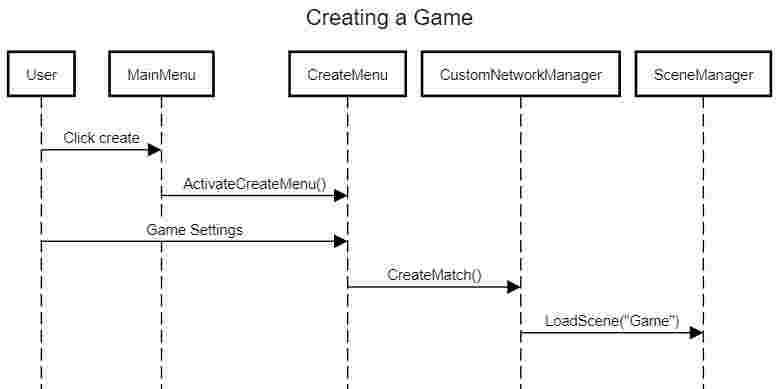 Creating a Game
User
MainMenu
CreateMenu
CustomNetworkManager
SceneManager
Click create
ActivateCreateMenu()
Game Settings
CreateMatch()
LoadScene("Game")